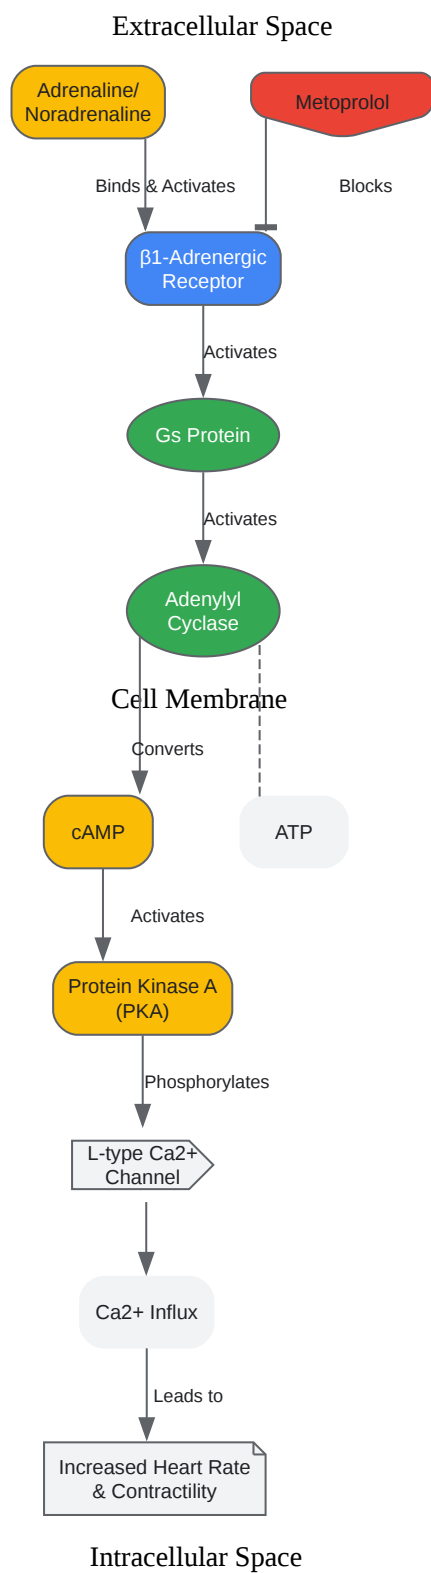 Extracellular Space
Adrenaline/
Noradrenaline
Metoprolol
Binds & Activates
Blocks
β1-Adrenergic
Receptor
Activates
Gs Protein
Activates
Adenylyl
Cyclase
Cell Membrane
Converts
cAMP
ATP
Activates
Protein Kinase A
(PKA)
Phosphorylates
L-type Ca2+
Channel
Ca2+ Influx
Leads to
Increased Heart Rate
& Contractility
Intracellular Space